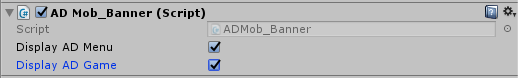 AD Mob_Banner (Script)
Script ADMob_Banner
Display AD Menu
Display AD Game